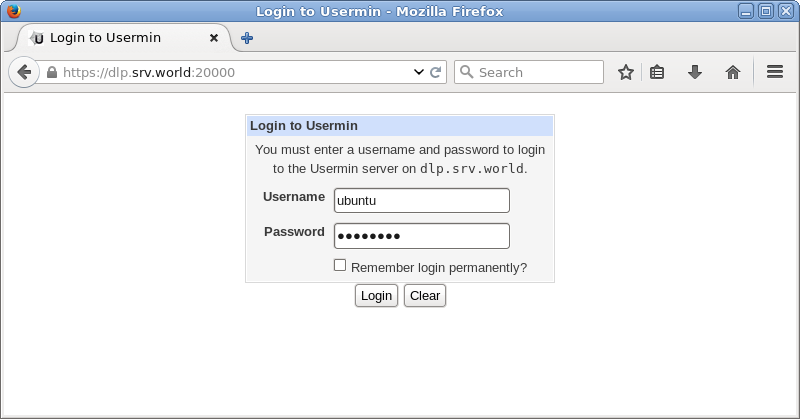 Login to Usermin - Mozilla Firefox
Login to Usermin
https://dlp.srv.world:20000
Search
Login to Usermin
You must enter a username and password to login
to the Usermin server on dlp.srv.world.
Username ubuntu
Password ●●●●●●●●
Remember login permanently?
Login Clear